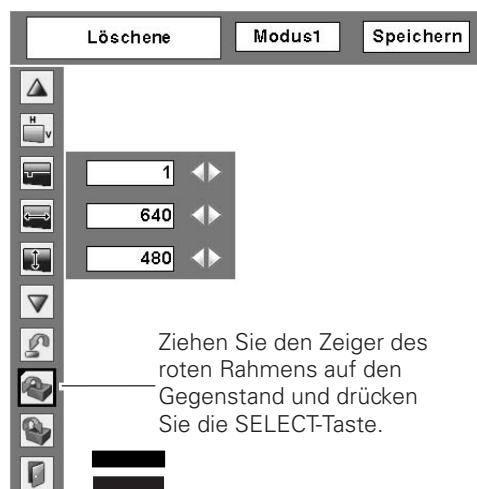 Löschene Modus1 Speichern
H
V
1
640
480
Ziehen Sie den Zeiger des
roten Rahmens auf den
Gegenstand und drücken
Sie die SELECT-Taste.